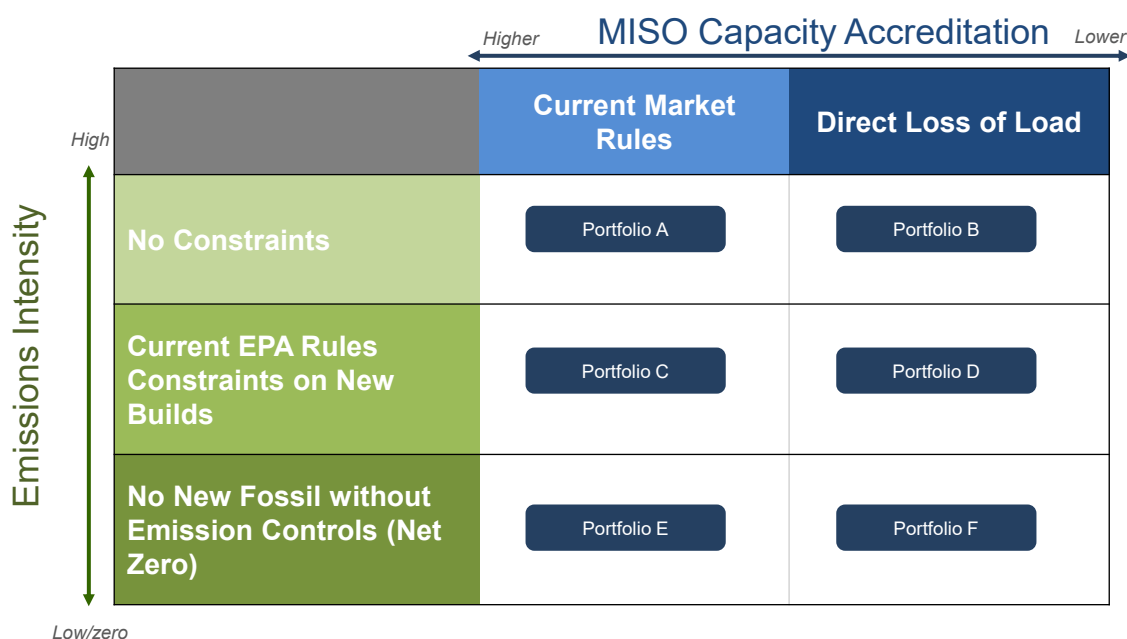 Higher
MISO Capacity Accreditation
Lower
Current Market
Rules
Direct Loss of Load
High
Emissions Intensity
No Constraints
Portfolio A
Portfolio B
Current EPA Rules
Constraints on New
Builds
Portfolio C
Portfolio D
No New Fossil without
Emission Controls (Net
Zero)
Portfolio E
Portfolio F
Low/zero